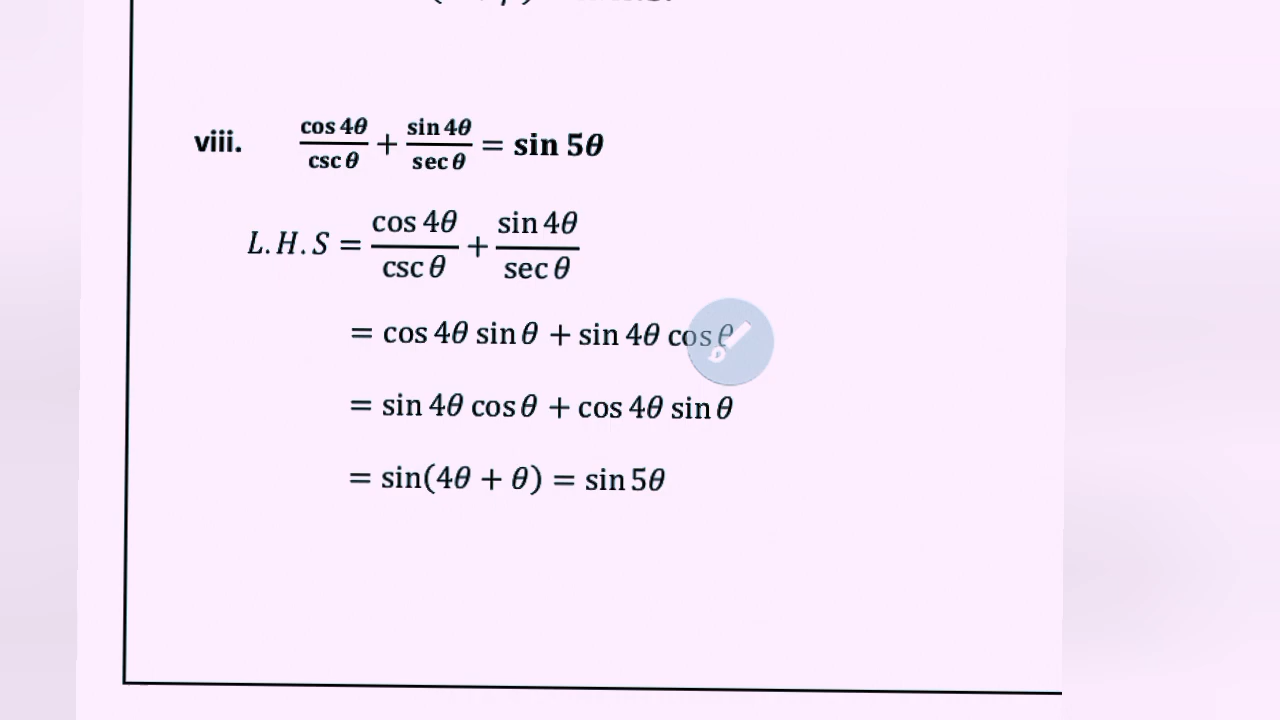 viii. cos 4θ/csc θ + sin 4θ/sec θ = sin 5θ
L.H.S = cos 4θ/csc θ + sin 4θ/sec θ
= cos 4θ sin θ + sin 4θ cos θ
= sin 4θ cos θ + cos 4θ sin θ
= sin(4θ + θ) = sin 5θ